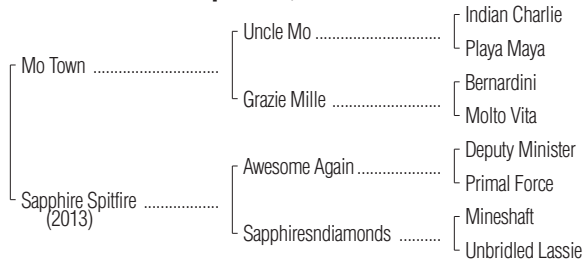 Indian Charlie
Uncle Mo ............................
Playa Maya
Mo Town ............................
Bernardini
Grazie Mille ........................
Molto Vita
Deputy Minister
Awesome Again ...................
Primal Force
Sapphire Spitfire .................
(2013)
Mineshaft
Sapphiresndiamonds .........
Unbridled Lassie